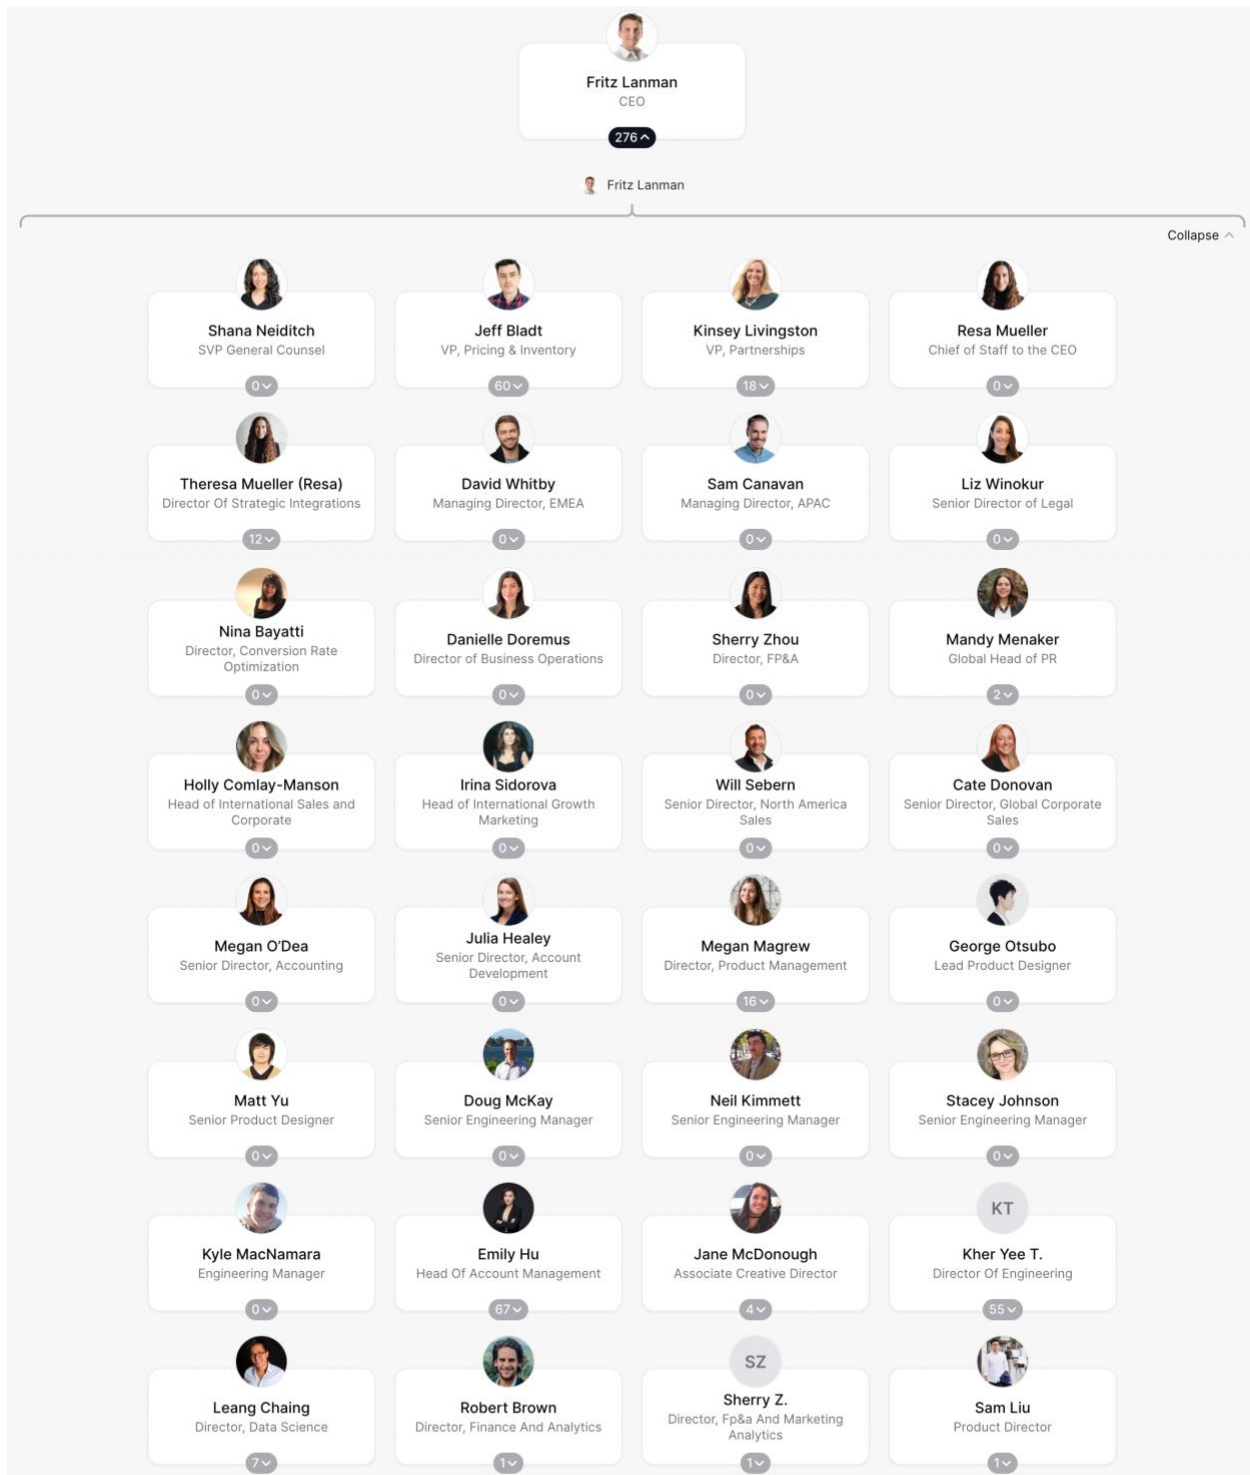 Fritz Lanman
CEO
276
Fritz Lanman
Collapse
Shana Neiditch
SVP General Counsel
0
Jeff Bladt
VP, Pricing & Inventory
60
Kinsey Livingston
VP, Partnerships
18
Resa Mueller
Chief of Staff to the CEO
0
Theresa Mueller (Resa)
Director Of Strategic Integrations
12
David Whitby
Managing Director, EMEA
0
Sam Canavan
Managing Director, APAC
0
Liz Winokur
Senior Director of Legal
0
Nina Bayatti
Director, Conversion Rate
Optimization
0
Danielle Doremus
Director of Business Operations
0
Sherry Zhou
Director, FP&A
0
Mandy Menaker
Global Head of PR
2
Holly Comlay-Manson
Head of International Sales and
Corporate
0
Irina Sidorova
Head of International Growth
Marketing
0
Will Sebern
Senior Director, North America
Sales
0
Cate Donovan
Senior Director, Global Corporate
Sales
0
Megan O'Dea
Senior Director, Accounting
0
Julia Healey
Senior Director, Account
Development
0
Megan Magrew
Director, Product Management
16
George Otsubo
Lead Product Designer
0
Matt Yu
Senior Product Designer
0
Doug McKay
Senior Engineering Manager
0
Neil Kimmett
Senior Engineering Manager
0
Stacey Johnson
Senior Engineering Manager
0
Kyle MacNamara
Engineering Manager
0
Emily Hu
Head Of Account Management
67
Jane McDonough
Associate Creative Director
4
KT
Kher Yee T.
Director Of Engineering
55
Leang Chaing
Director, Data Science
7
Robert Brown
Director, Finance And Analytics
1
SZ
Sherry Z.
Director, Fp&a And Marketing
Analytics
1
Sam Liu
Product Director
1